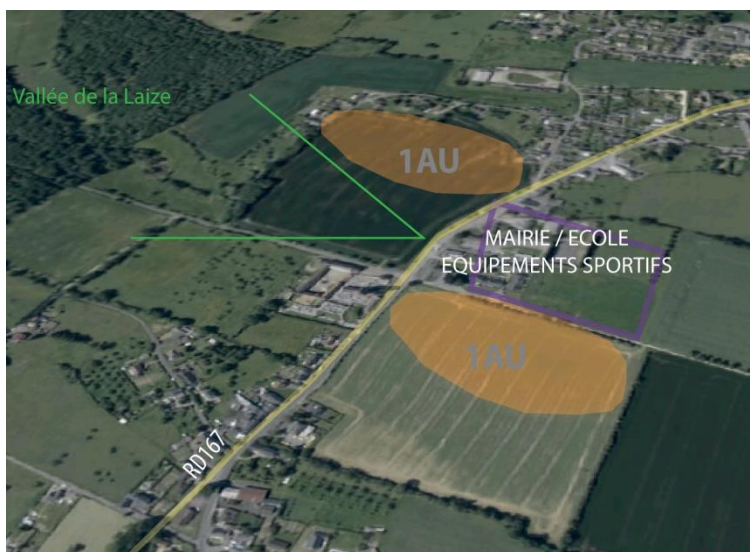 Vallée de la Laize
1AU
MAIRIE / ECOLE
EQUIPEMENTS SPORTIFS
1AU
RD167